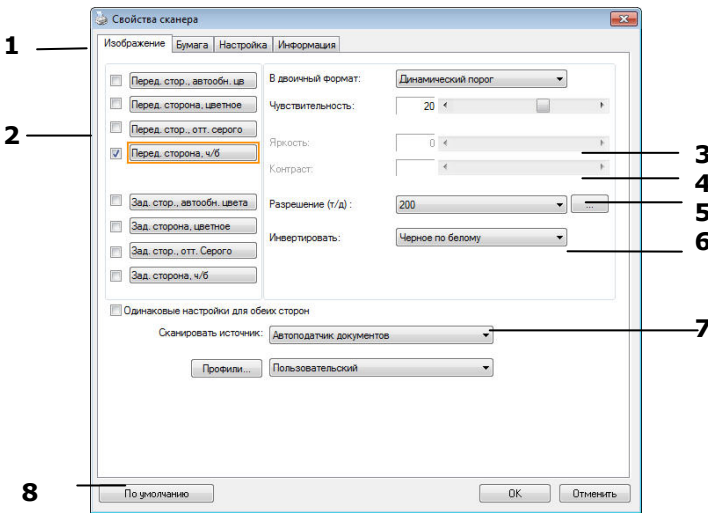 Свойства сканера
1
Изображение Бумага Настройка Информация
Перед. стор., автообн. цв
В двоичный формат: Динамический порог
Перед. сторона, цветное
Чувствительность: 20
2
Перед. стор., отт. серого
Перед. сторона, ч/б
Яркость: 0
3
Контраст:
4
Зад. стор., автообн. цвета
Разрешение (т/д) : 200 ...
5
Зад. сторона, цветное
Инвертировать: Черное по белому
6
Зад. стор., отт. Серого
Зад. сторона, ч/б
Одинаковые настройки для обеих сторон
Сканировать источник: Автоподатчик документов
7
Профили... Пользовательский
8
По умолчанию OK Отменить